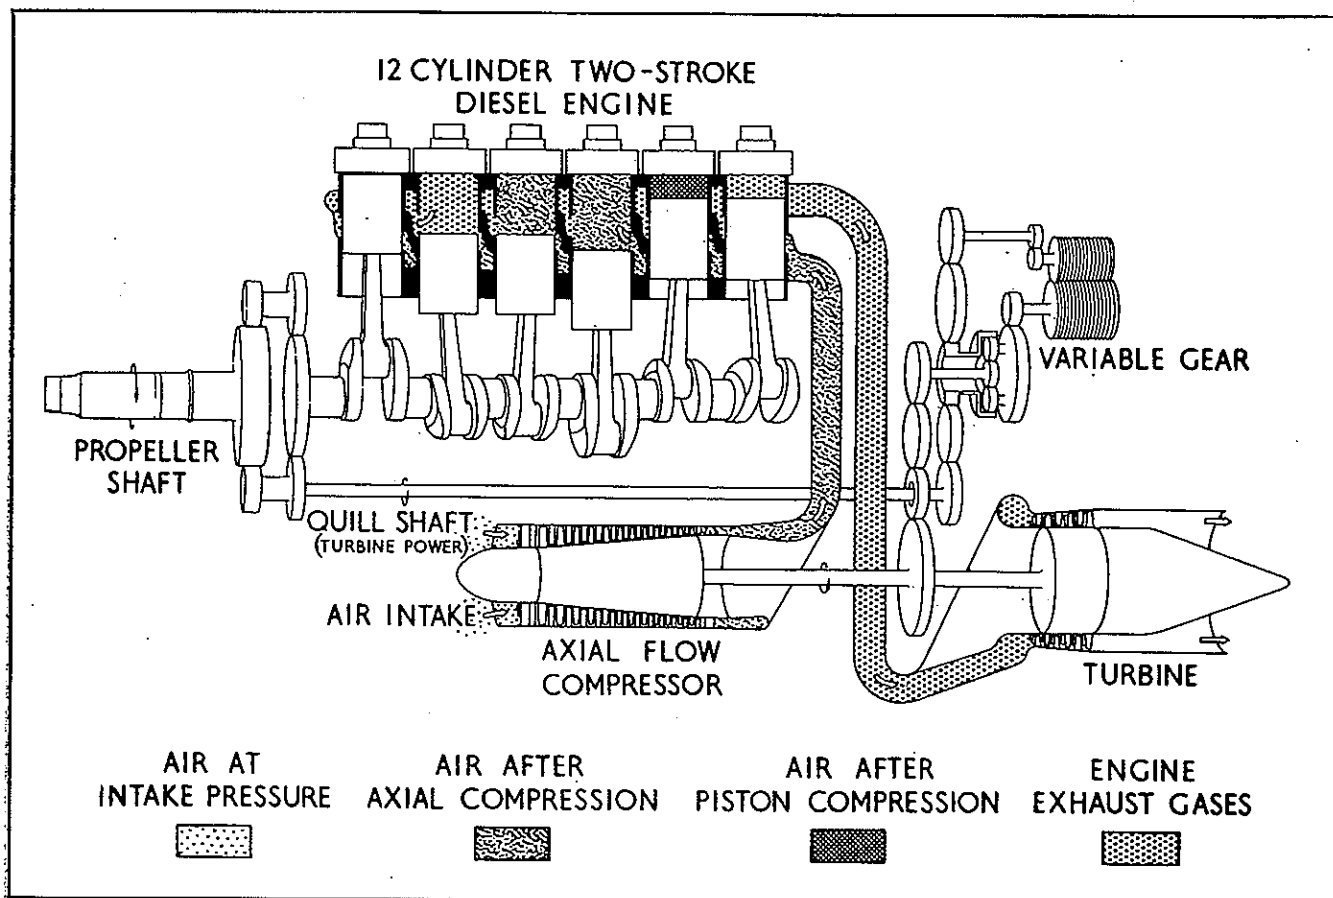 12 CYLINDER TWO-STROKE
DIESEL ENGINE
VARIABLE GEAR
PROPELLER
SHAFT
QUILL SHAFT
(TURBINE POWER)
AIR INTAKE
AXIAL FLOW
COMPRESSOR
TURBINE
AIR AT
INTAKE PRESSURE
AIR AFTER
AXIAL COMPRESSION
AIR AFTER
PISTON COMPRESSION
ENGINE
EXHAUST GASES